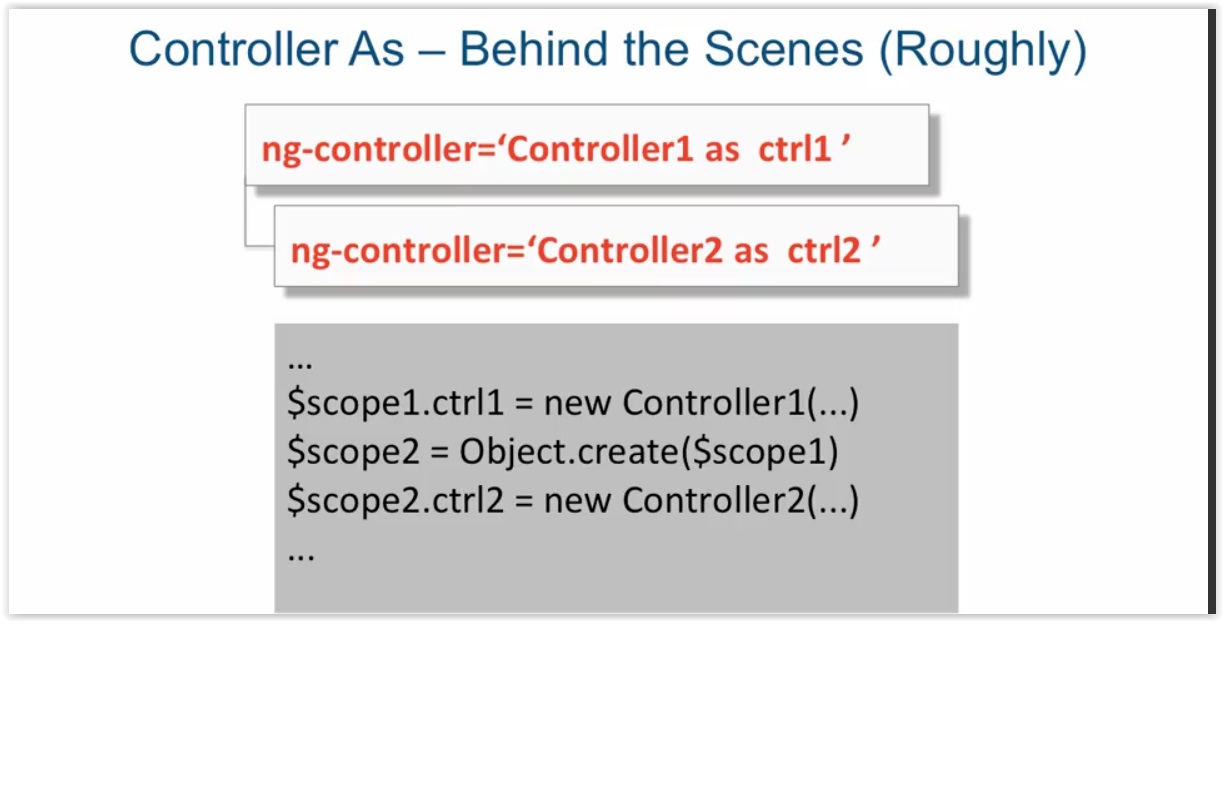 Controller As – Behind the Scenes (Roughly)
ng-controller=‘Controller1 as  ctrl1 ’
ng-controller=‘Controller2 as  ctrl2 ’
...
$scope1.ctrl1 = new Controller1(...)
$scope2 = Object.create($scope1)
$scope2.ctrl2 = new Controller2(...)
...